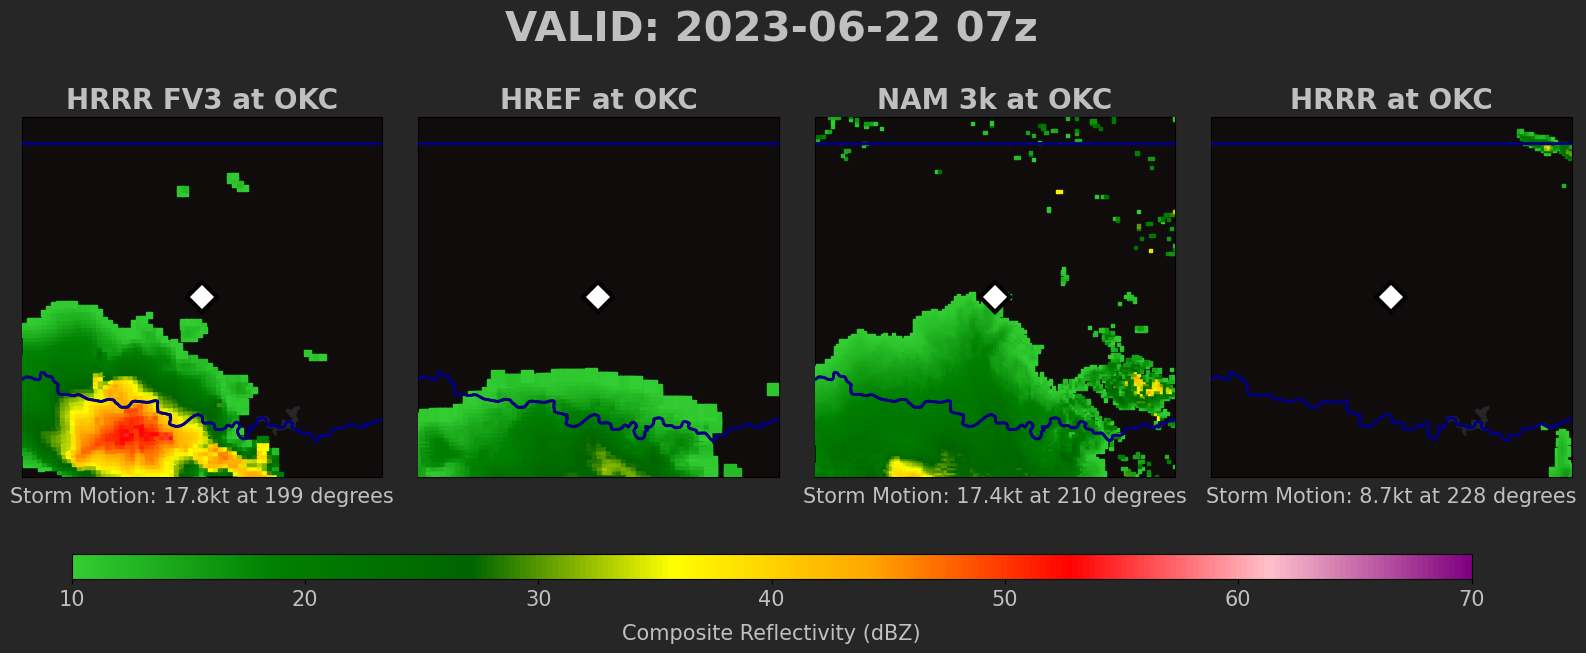 VALID: 2023-06-22 07z
HRRR FV3 at OKC
HREF at OKC
NAM 3k at OKC
HRRR at OKC
Storm Motion: 17.8kt at 199 degrees
Storm Motion: 17.4kt at 210 degrees
Storm Motion: 8.7kt at 228 degrees
10 20 30 40 50 60 70
Composite Reflectivity (dBZ)